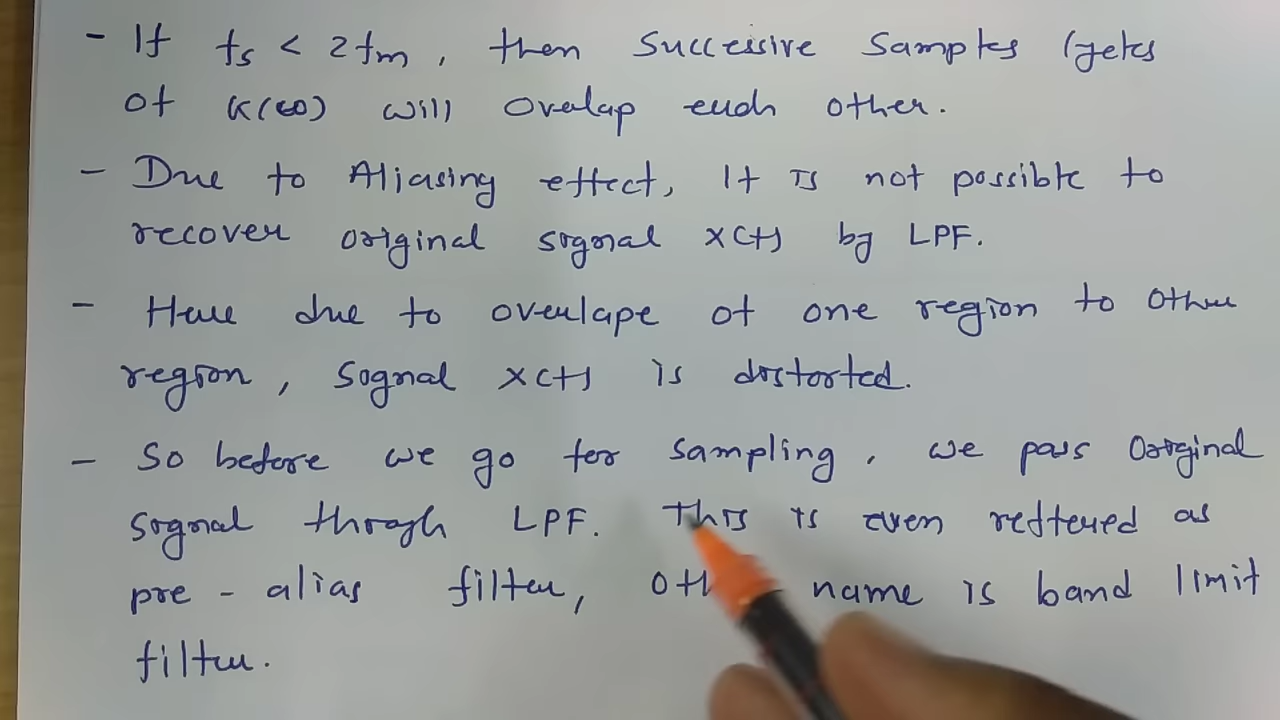 - If fs < 2fm, then Successive Samples
of will overlap each other.
- Due to Aliasing effect, It is not possible to
recover original signal x(t) by LPF.
- Here due to overlape of one region to other
region, signal x(t) is distorted.
- So before we go for sampling, we pass original
signal through LPF. This is even reffered as
pre-alias filter, name is band limit
filter.